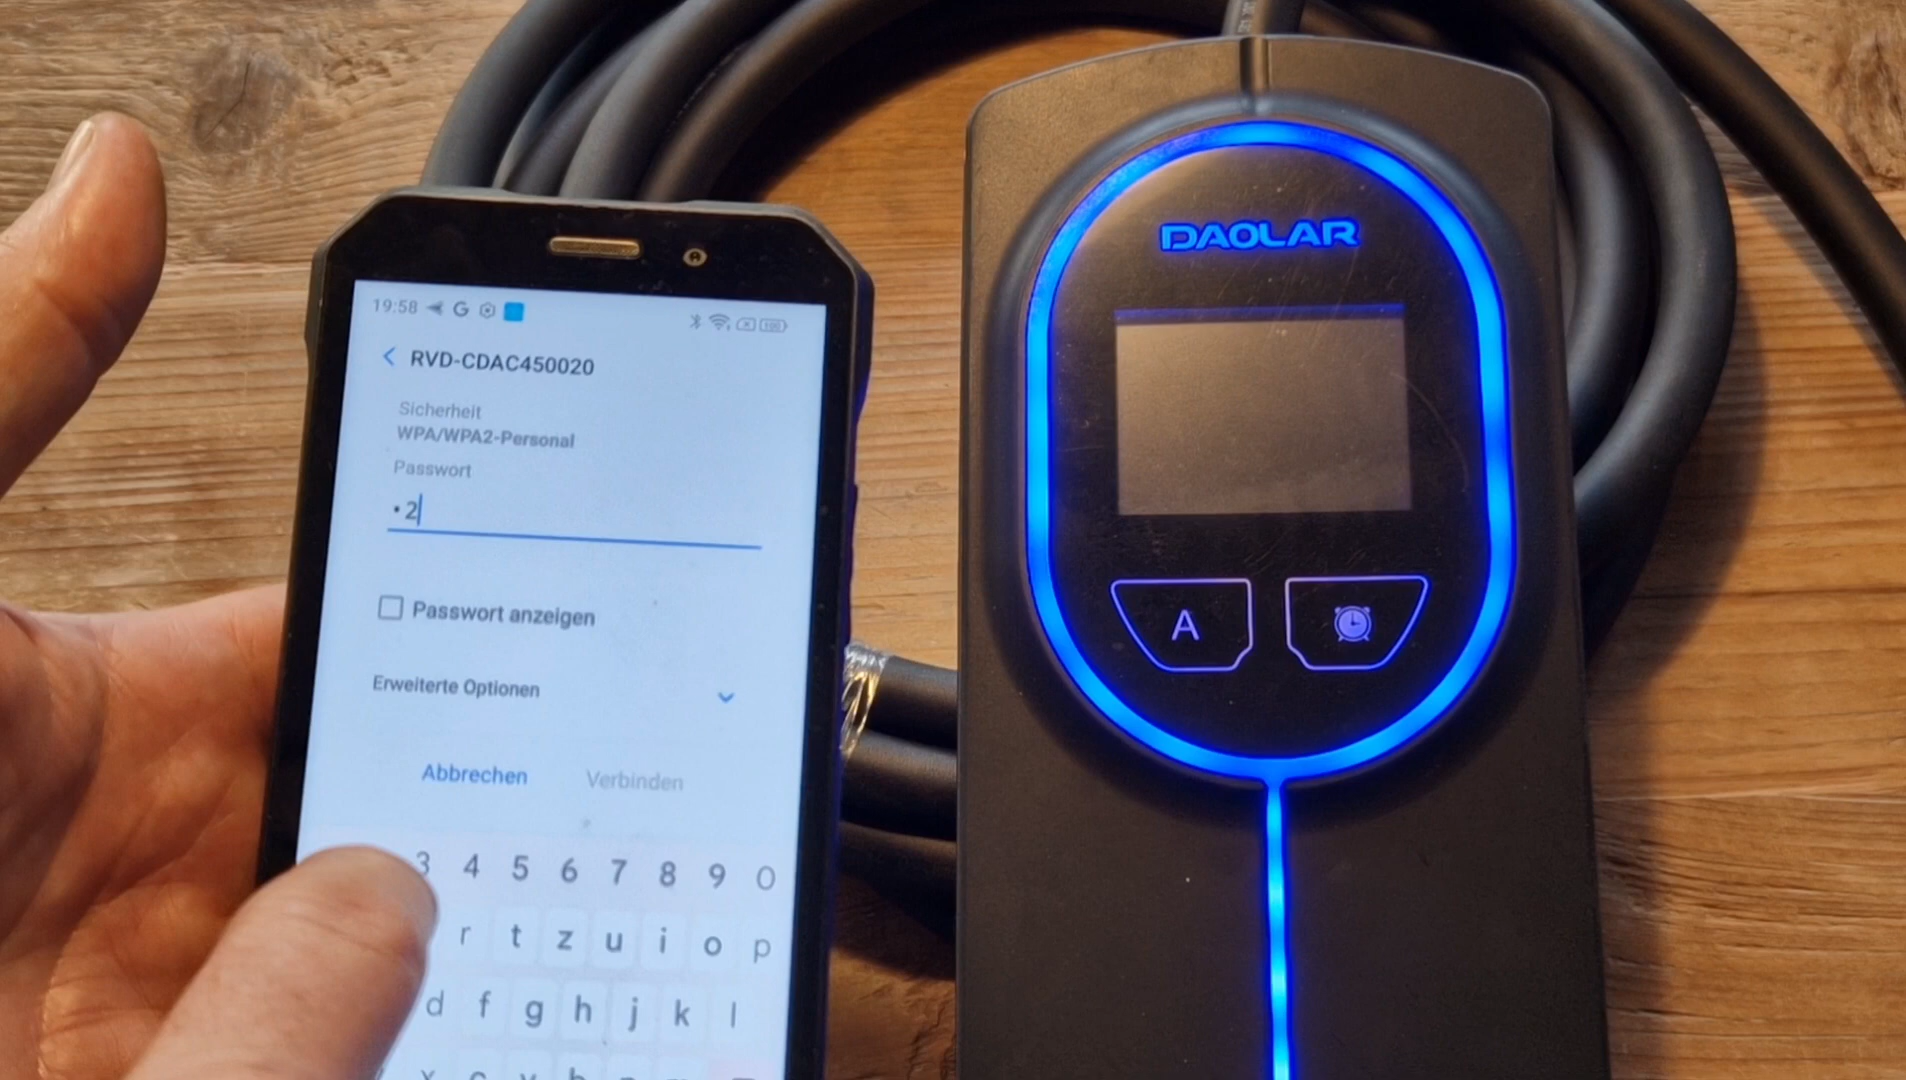 19:58 G
RVD-CDAC450020
Sicherheit
WPA/WPA2-Personal
Passwort
•2
Passwort anzeigen
Erweiterte Optionen
Abbrechen Verbinden
3 4 5 6 7 8 9 0
r t z u i o p
d f g h j k l
DAOLAR
A